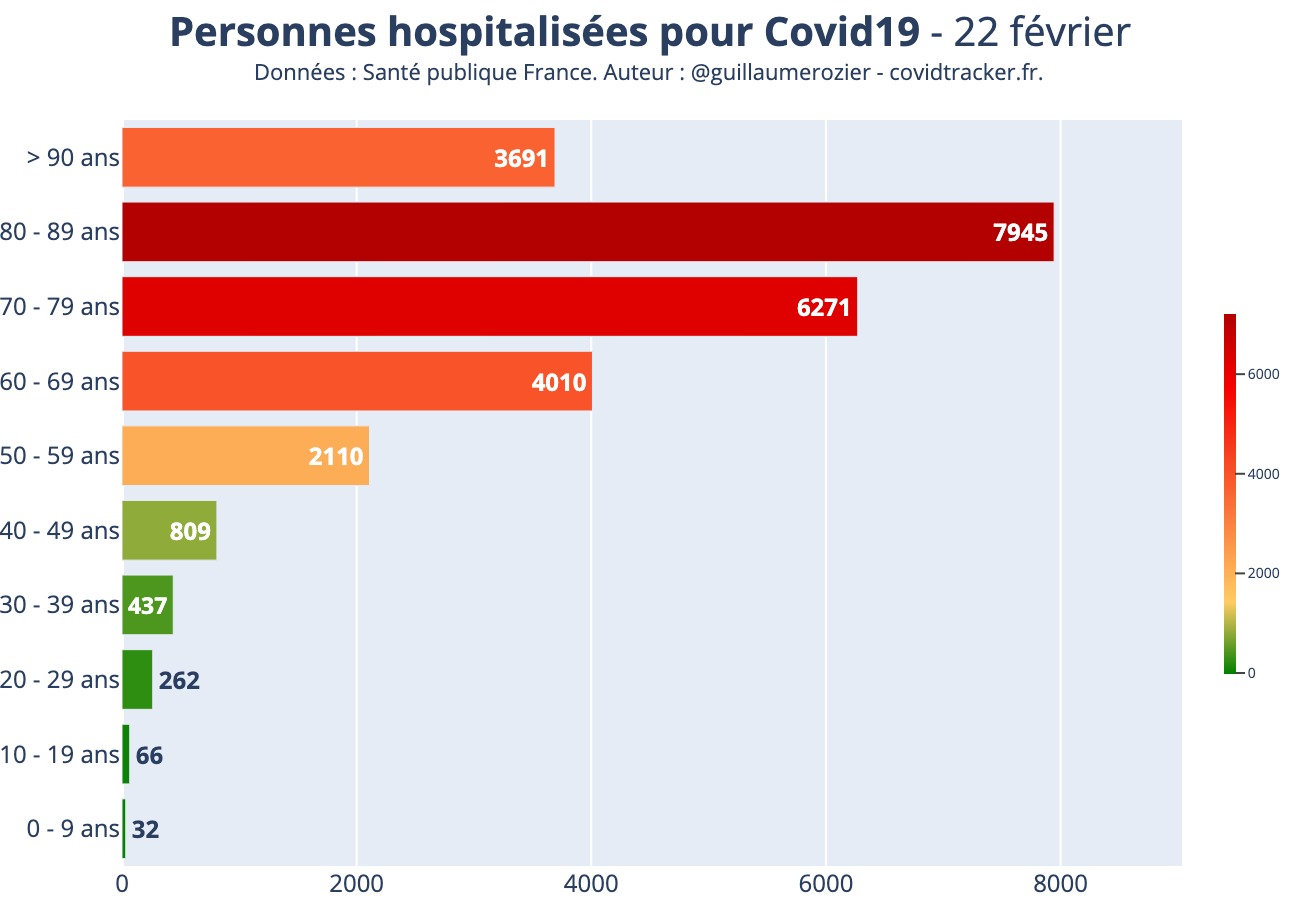 Personnes hospitalisées pour Covid19 - 22 février
Données : Santé publique France. Auteur : @guillaumerozier - covidtracker.fr.
> 90 ans 3691
80 - 89 ans 7945
70 - 79 ans 6271
60 - 69 ans 4010
50 - 59 ans 2110
40 - 49 ans 809
30 - 39 ans 437
20 - 29 ans 262
10 - 19 ans 66
0 - 9 ans 32
0 2000 4000 6000 8000
6000
4000
2000
0